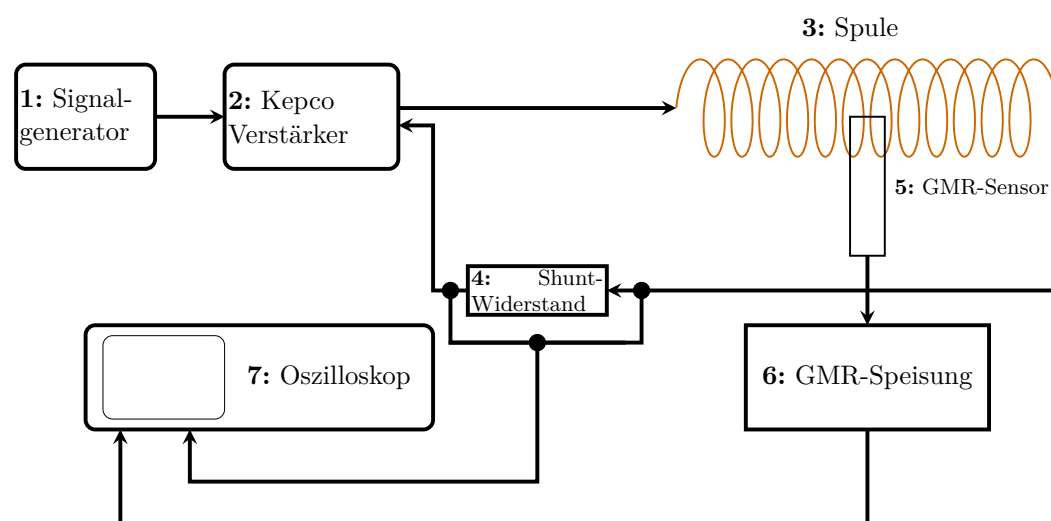 3: Spule
1: Signal-
generator
2: Kepco
Verstärker
5: GMR-Sensor
4: Shunt-
Widerstand
7: Oszilloskop
6: GMR-Speisung